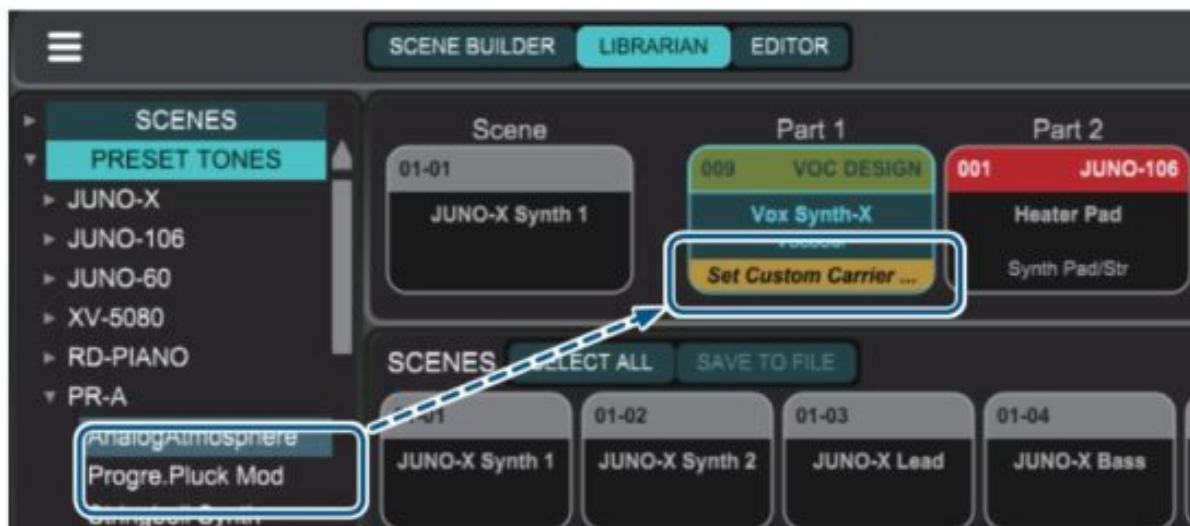 SCENE BUILDER LIBRARIAN EDITOR
SCENES
PRESET TONES
JUNO-X
JUNO-106
JUNO-60
XV-5080
RD-PIANO
PR-A
AnalogAtmosphere
Progre.Pluck Mod
Scene Part 1 Part 2
01-01
JUNO-X Synth 1
009 VOC DESIGN
Vox Synth-X
Set Custom Carrier ...
001 JUNO-106
Heater Pad
Synth Pad/Str
SCENES SELECT ALL SAVE TO FILE
01-01
JUNO-X Synth 1
01-02
JUNO-X Synth 2
01-03
JUNO-X Lead
01-04
JUNO-X Bass